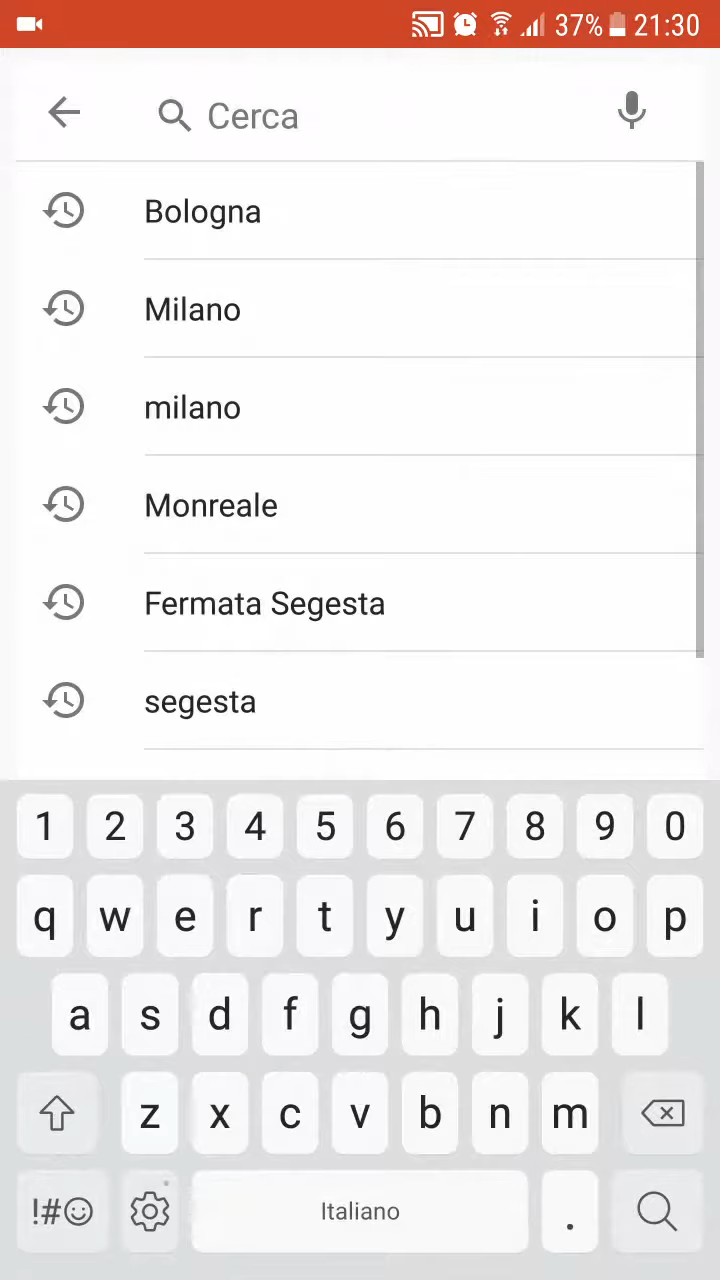 37% 21:30
Cerca
Bologna
Milano
milano
Monreale
Fermata Segesta
segesta
1 2 3 4 5 6 7 8 9 0
q w e r t y u i o p
a s d f g h j k l
z x c v b n m
!#☺ Italiano .